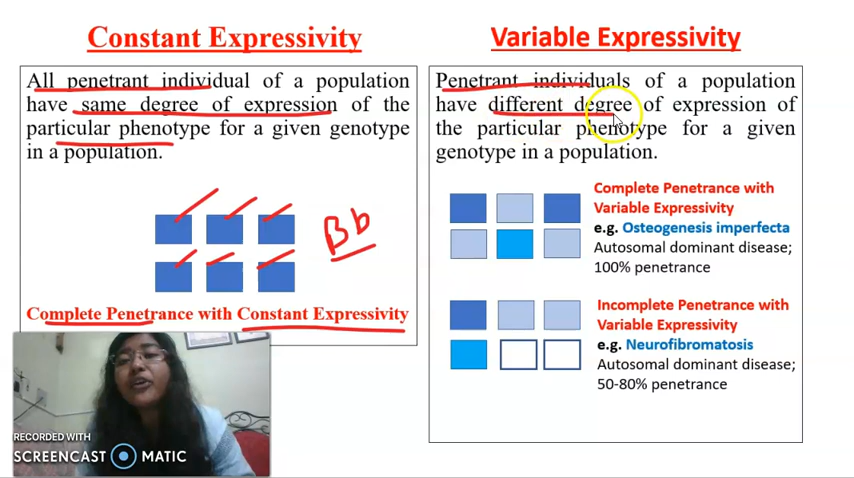 Constant Expressivity
All penetrant individual of a population
have same degree of expression of the
particular phenotype for a given genotype
in a population.
Bb
Complete Penetrance with Constant Expressivity
Variable Expressivity
Penetrant individuals of a population
have different degree of expression of
the particular phenotype for a given
genotype in a population.
Complete Penetrance with
Variable Expressivity
e.g. Osteogenesis imperfecta
Autosomal dominant disease;
100% penetrance
Incomplete Penetrance with
Variable Expressivity
e.g. Neurofibromatosis
Autosomal dominant disease;
50-80% penetrance
RECORDED WITH
SCREENCAST MATIC